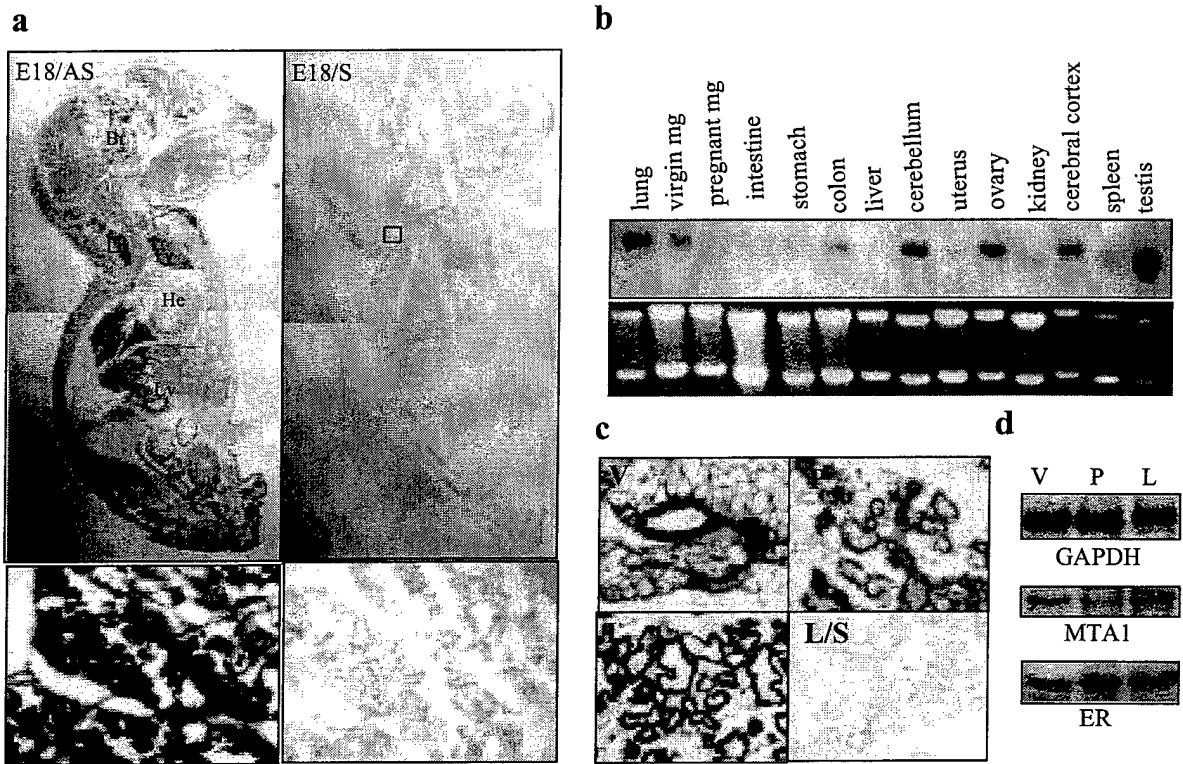 a
E18/AS
E18/S
Br
He
Lv
b
lung
virgin mg
pregnant mg
intestine
stomach
colon
liver
cerebellum
uterus
ovary
kidney
cerebral cortex
spleen
testis
c
V
P
L/S
d
V P L
GAPDH
MTA1
ER